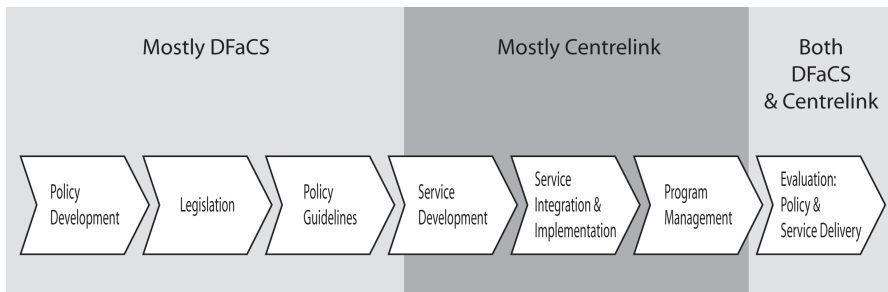 Mostly DFaCS
Mostly Centrelink
Both
DFaCS
& Centrelink
Policy
Development
Legislation
Policy
Guidelines
Service
Development
Service
Integration &
Implementation
Program
Management
Evaluation:
Policy &
Service Delivery